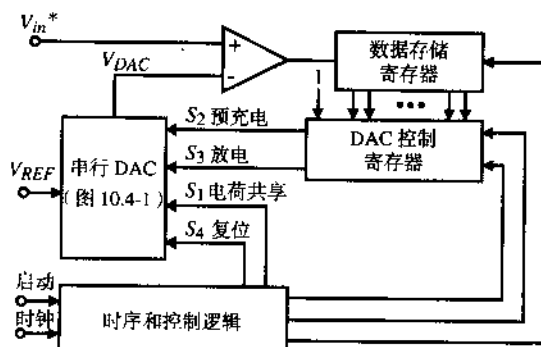 V_in*
V_DAC
+
-
数据存储
寄存器
•••
S₂ 预充电
S₃ 放电
DAC 控制
寄存器
V_REF
串行 DAC
(图 10.4-1)
S₁ 电荷共享
S₄ 复位
启动
时钟
时序和控制逻辑